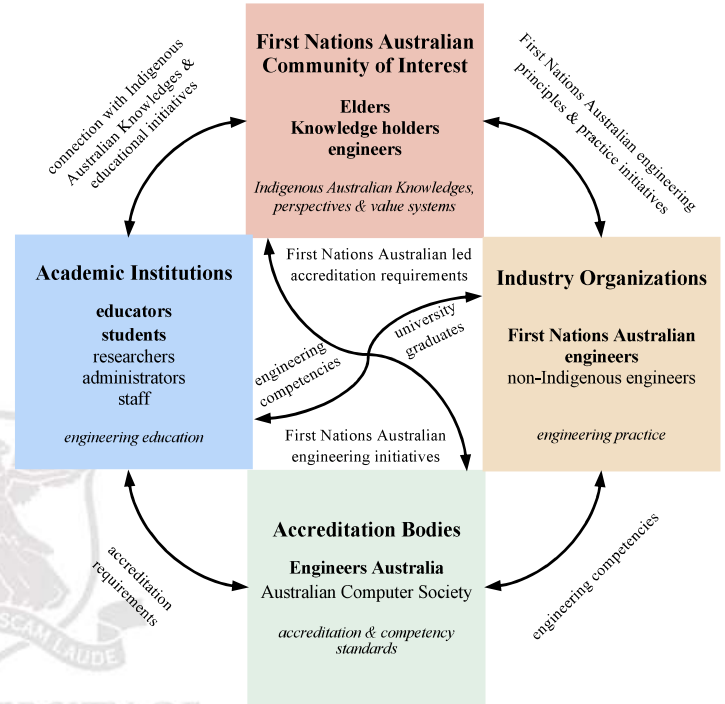 First Nations Australian
Community of Interest
Elders
Knowledge holders
engineers
Indigenous Australian Knowledges,
perspectives & value systems
connection with Indigenous
Australian Knowledges &
educational initiatives
First Nations Australian engineering
principles & practice initiatives
Academic Institutions
educators
students
researchers
administrators
staff
engineering education
First Nations Australian led
accreditation requirements
university
graduates
engineering
competencies
First Nations Australian
engineering initiatives
Industry Organizations
First Nations Australian
engineers
non-Indigenous engineers
engineering practice
accreditation
requirements
Accreditation Bodies
Engineers Australia
Australian Computer Society
accreditation & competency
standards
engineering competencies
SCAM LAUDE